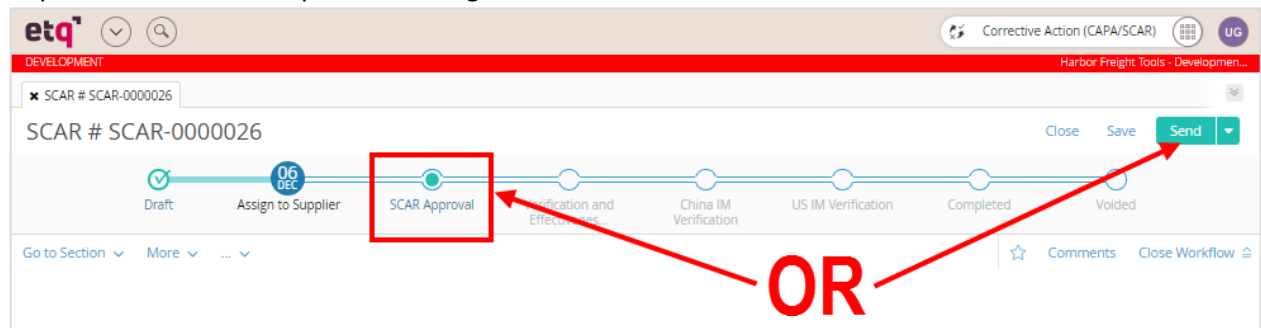 etq
Corrective Action (CAPA/SCAR)
UG
DEVELOPMENT
Harbor Freight Tools - Developmen...
× SCAR # SCAR-0000026
SCAR # SCAR-0000026
Close Save Send
06
DEC
Draft Assign to Supplier SCAR Approval Verification and China IM US IM Verification Completed Voided
Effectivenes... Verification
Go to Section More ... Comments Close Workflow
OR